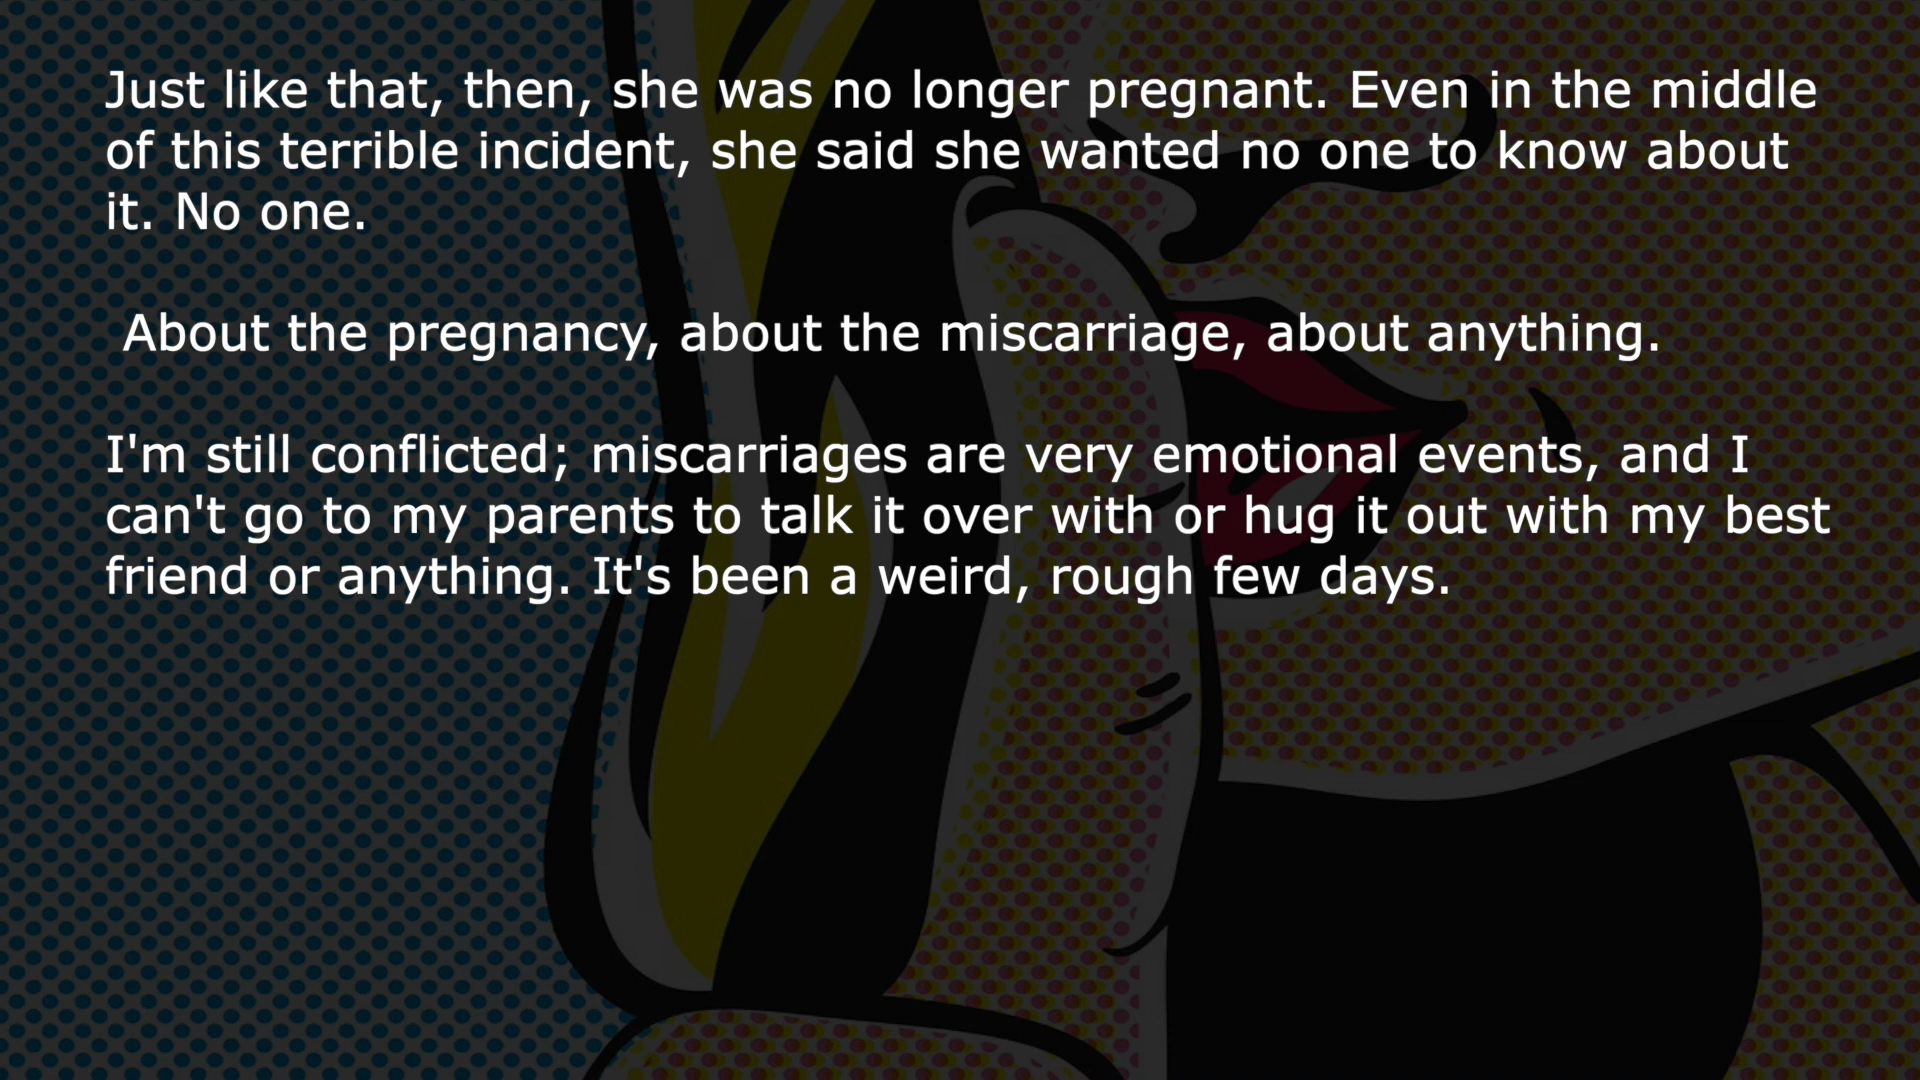 Just like that, then, she was no longer pregnant. Even in the middle
of this terrible incident, she said she wanted no one to know about
it. No one.
About the pregnancy, about the miscarriage, about anything.
I'm still conflicted; miscarriages are very emotional events, and I
can't go to my parents to talk it over with or hug it out with my best
friend or anything. It's been a weird, rough few days.